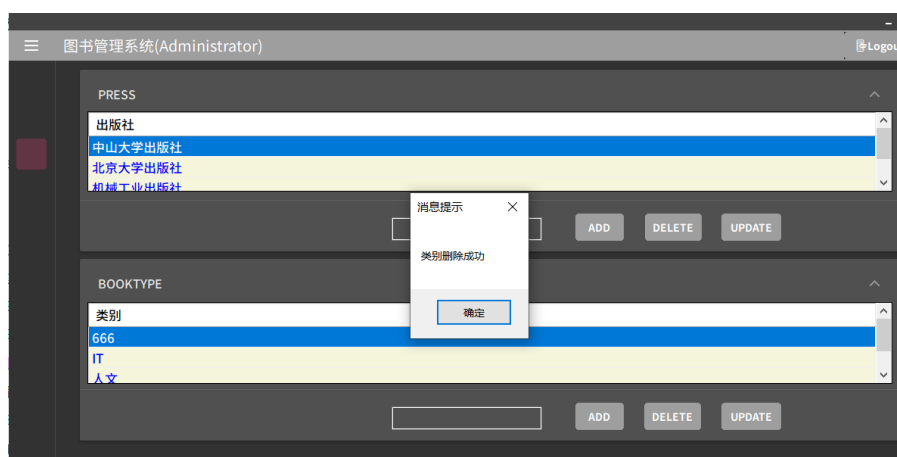 图书管理系统(Administrator)
Logou
PRESS
出版社
中山大学出版社
北京大学出版社
机械工业出版社
ADD
DELETE
UPDATE
消息提示
类别删除成功
确定
BOOKTYPE
类别
666
IT
人文
ADD
DELETE
UPDATE